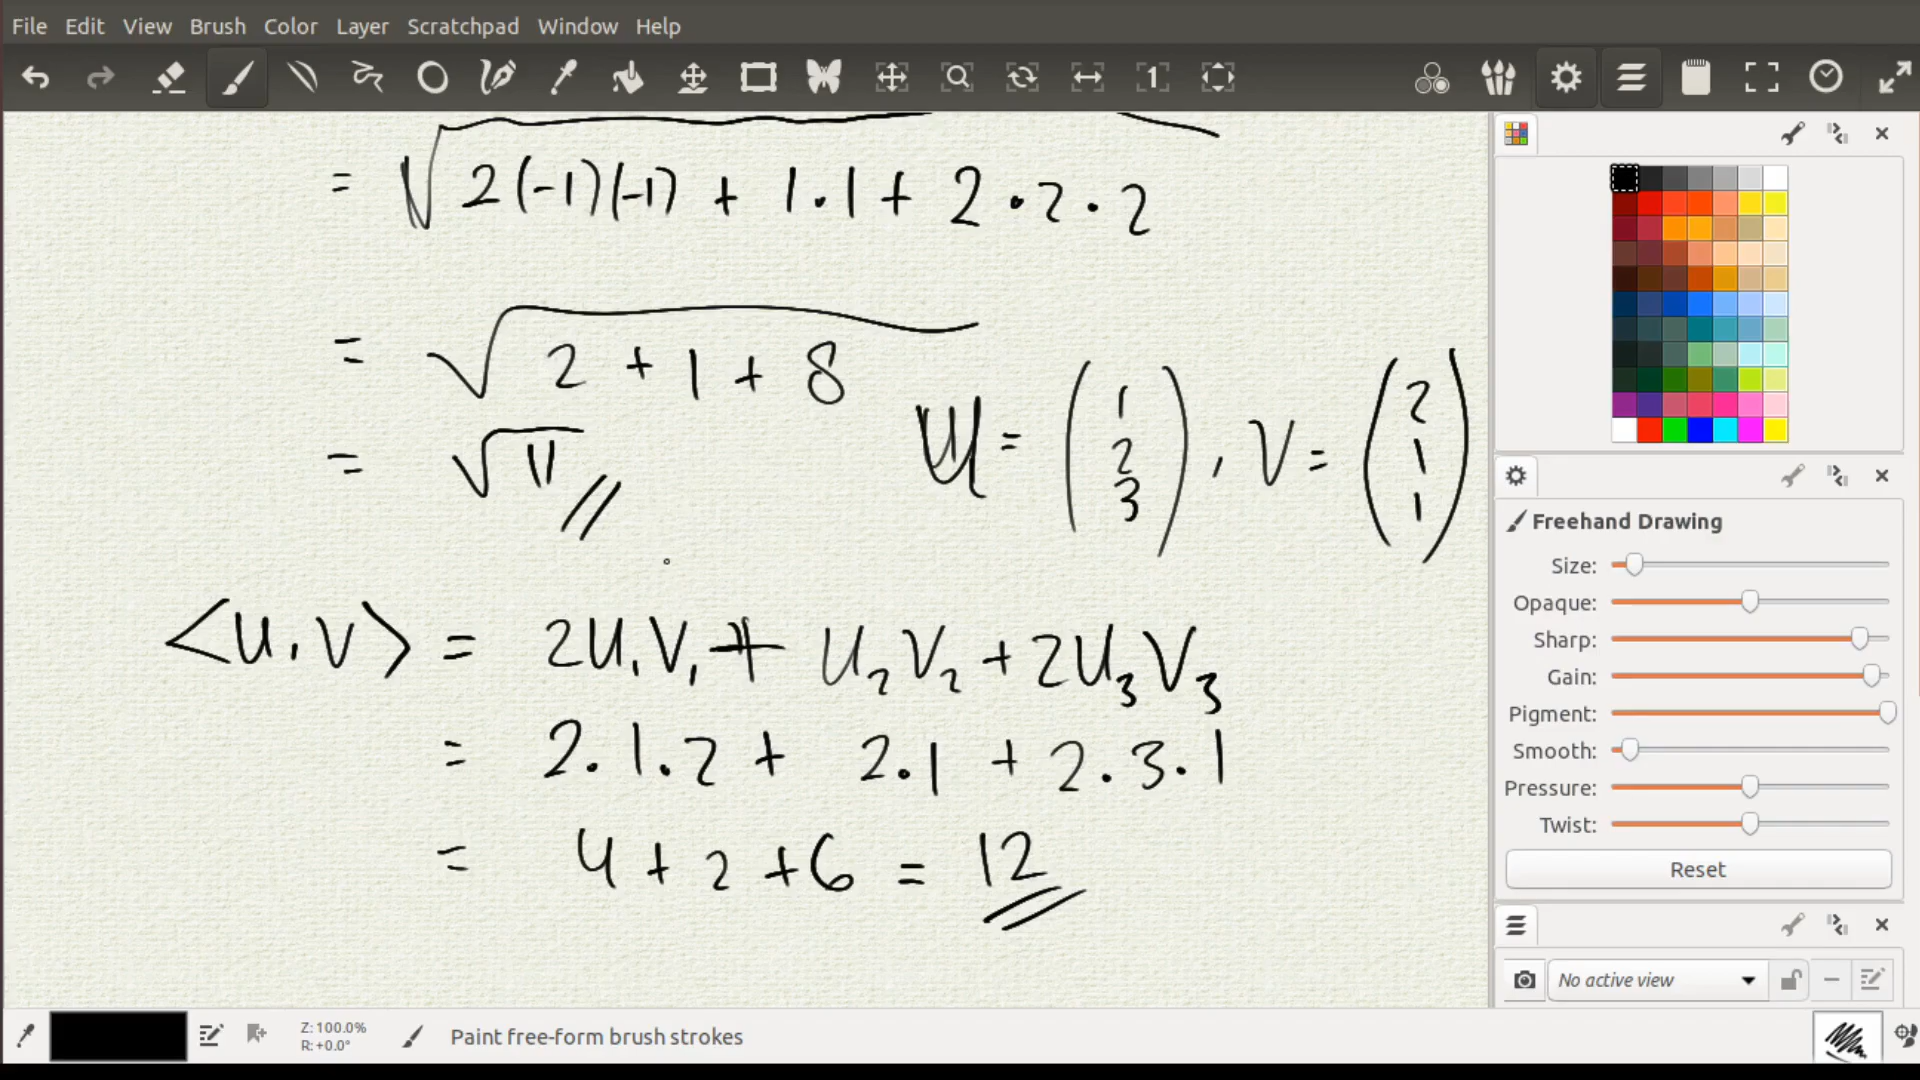 File Edit View Brush Color Layer Scratchpad Window Help
1
= √2(-1)(-1) + 1.1 + 2 · 2 · 2
= √2 + 1 + 8
= √11 //
U = (1 2 3), V = (2 1 1)
<U, V> = 2U₁V₁ + U₂V₂ + 2U₃V₃
= 2.1.2 + 2.1 + 2.3.1
= 4 + 2 + 6 = 12
Freehand Drawing
Size:
Opaque:
Sharp:
Gain:
Pigment:
Smooth:
Pressure:
Twist:
Reset
No active view
Z: 100.0%
R: +0.0°
Paint free-form brush strokes